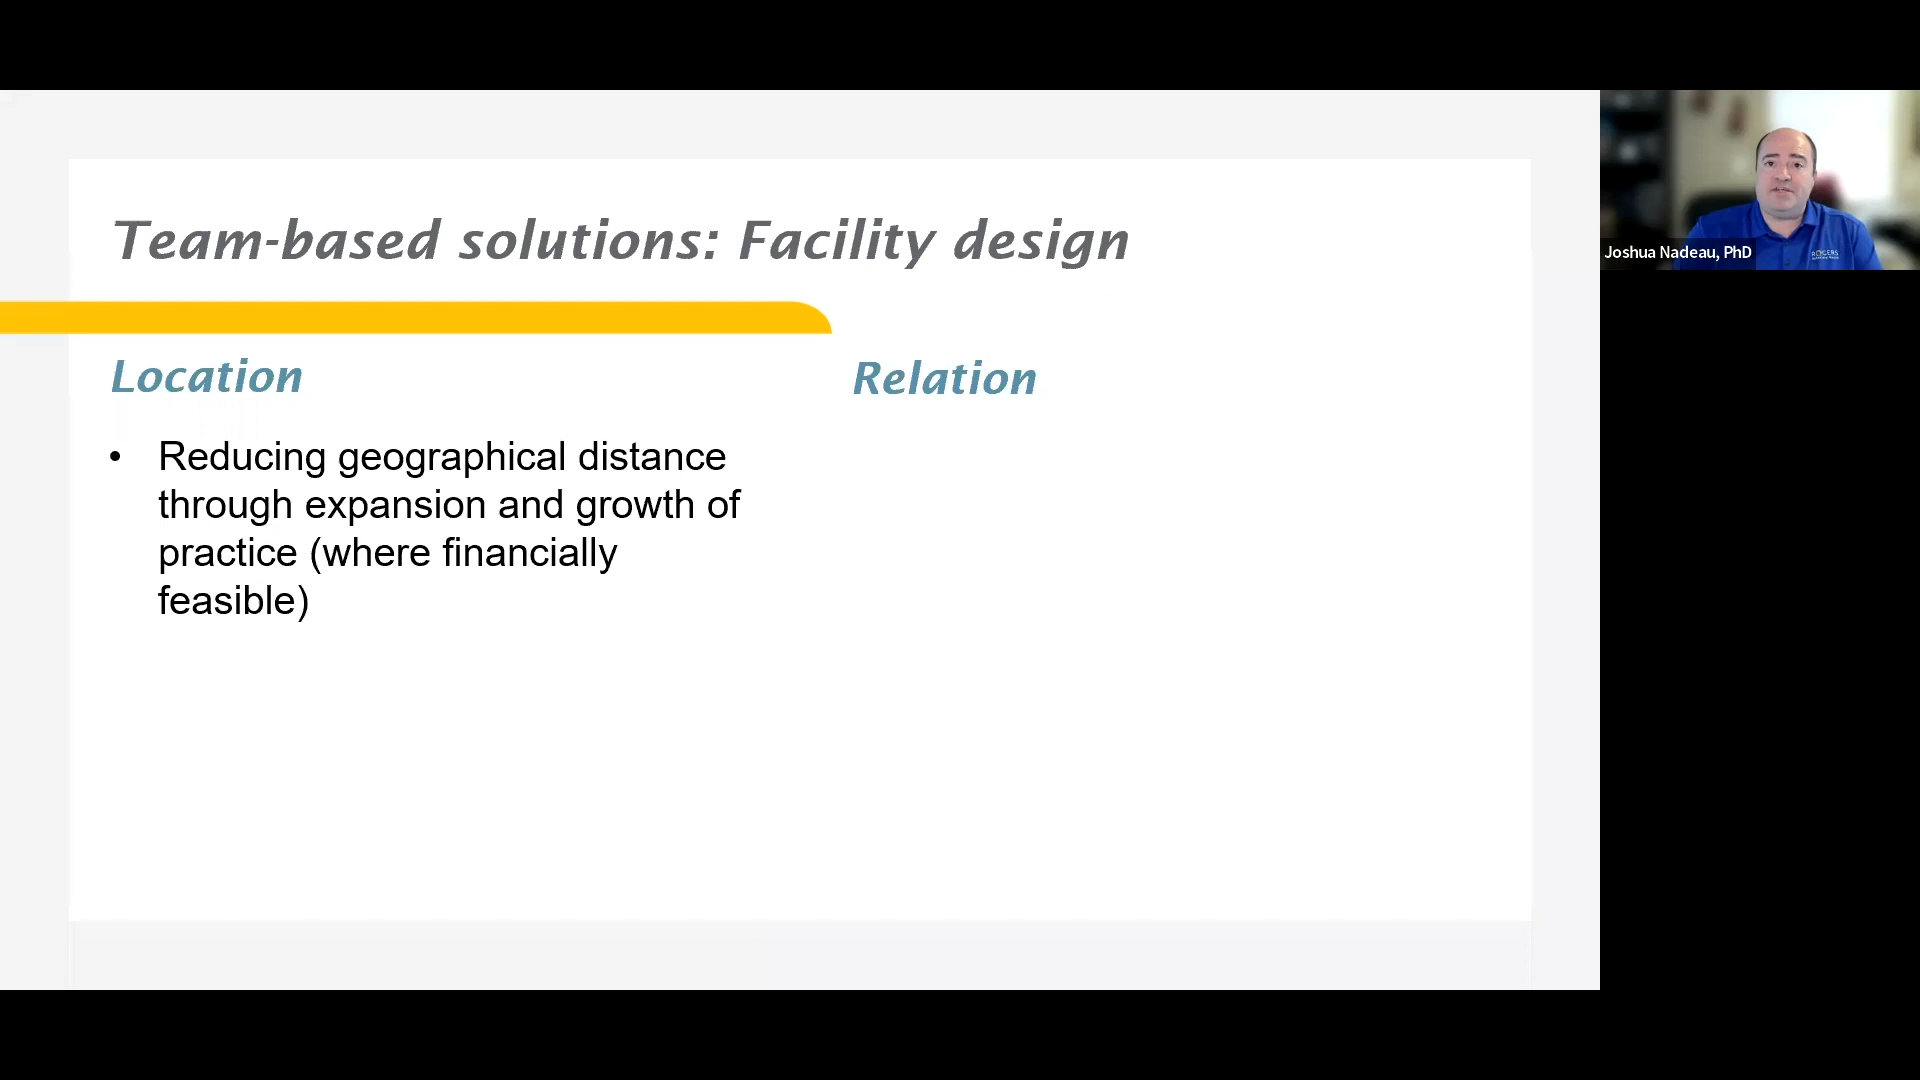 Team-based solutions: Facility design
Location
• Reducing geographical distance
through expansion and growth of
practice (where financially
feasible)
Relation
Joshua Nadeau, PhD
ROGERS